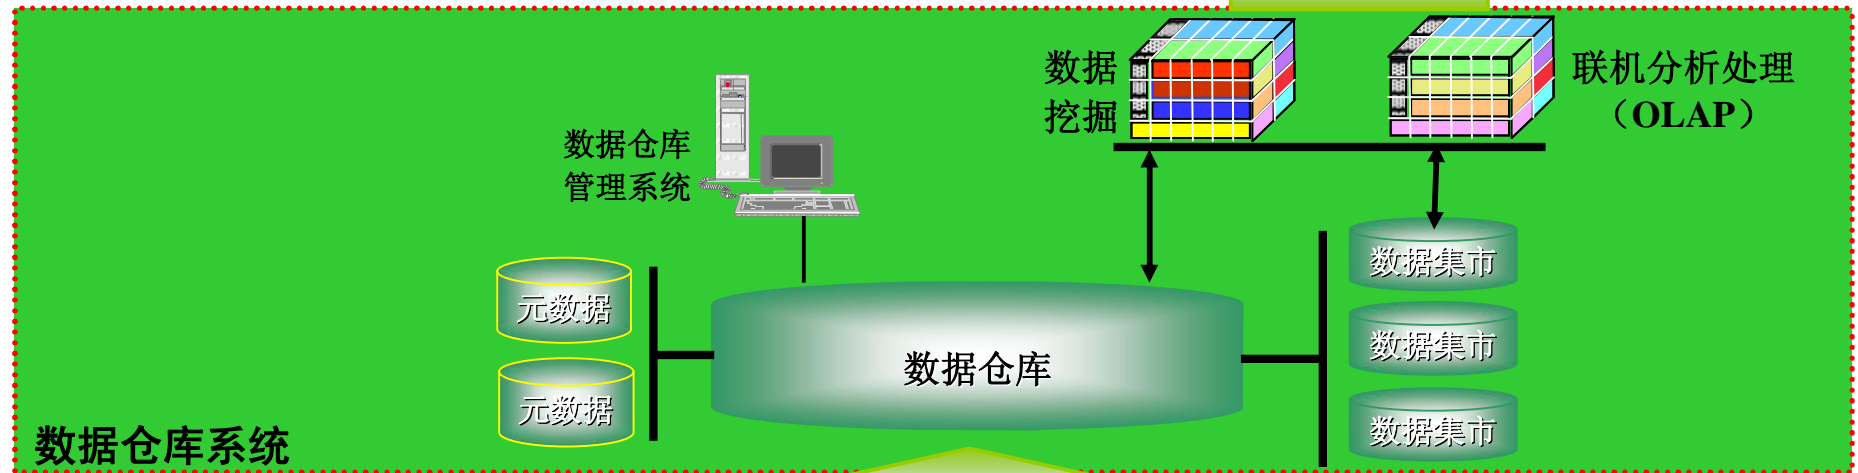 数据
挖掘
联机分析处理
（OLAP）
数据仓库
管理系统
元数据
元数据
数据仓库
数据集市
数据集市
数据集市
数据仓库系统